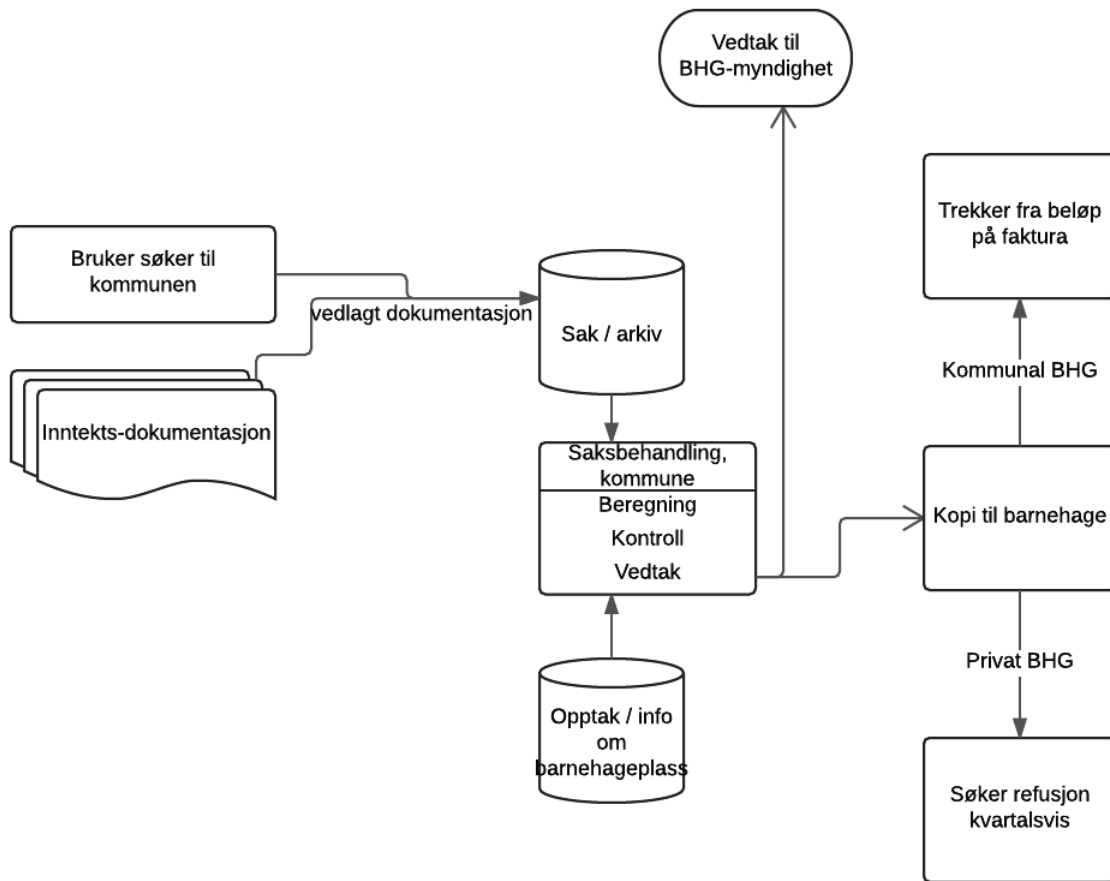 Vedtak til
BHG-myndighet
Trekker fra beløp
på faktura
Bruker søker til
kommunen
vedlagt dokumentasjon
Sak / arkiv
Kommunal BHG
Inntekts-dokumentasjon
Saksbehandling,
kommune
Beregning
Kontroll
Vedtak
Kopi til barnehage
Privat BHG
Opptak / info
om
barnehageplass
Søker refusjon
kvartalsvis